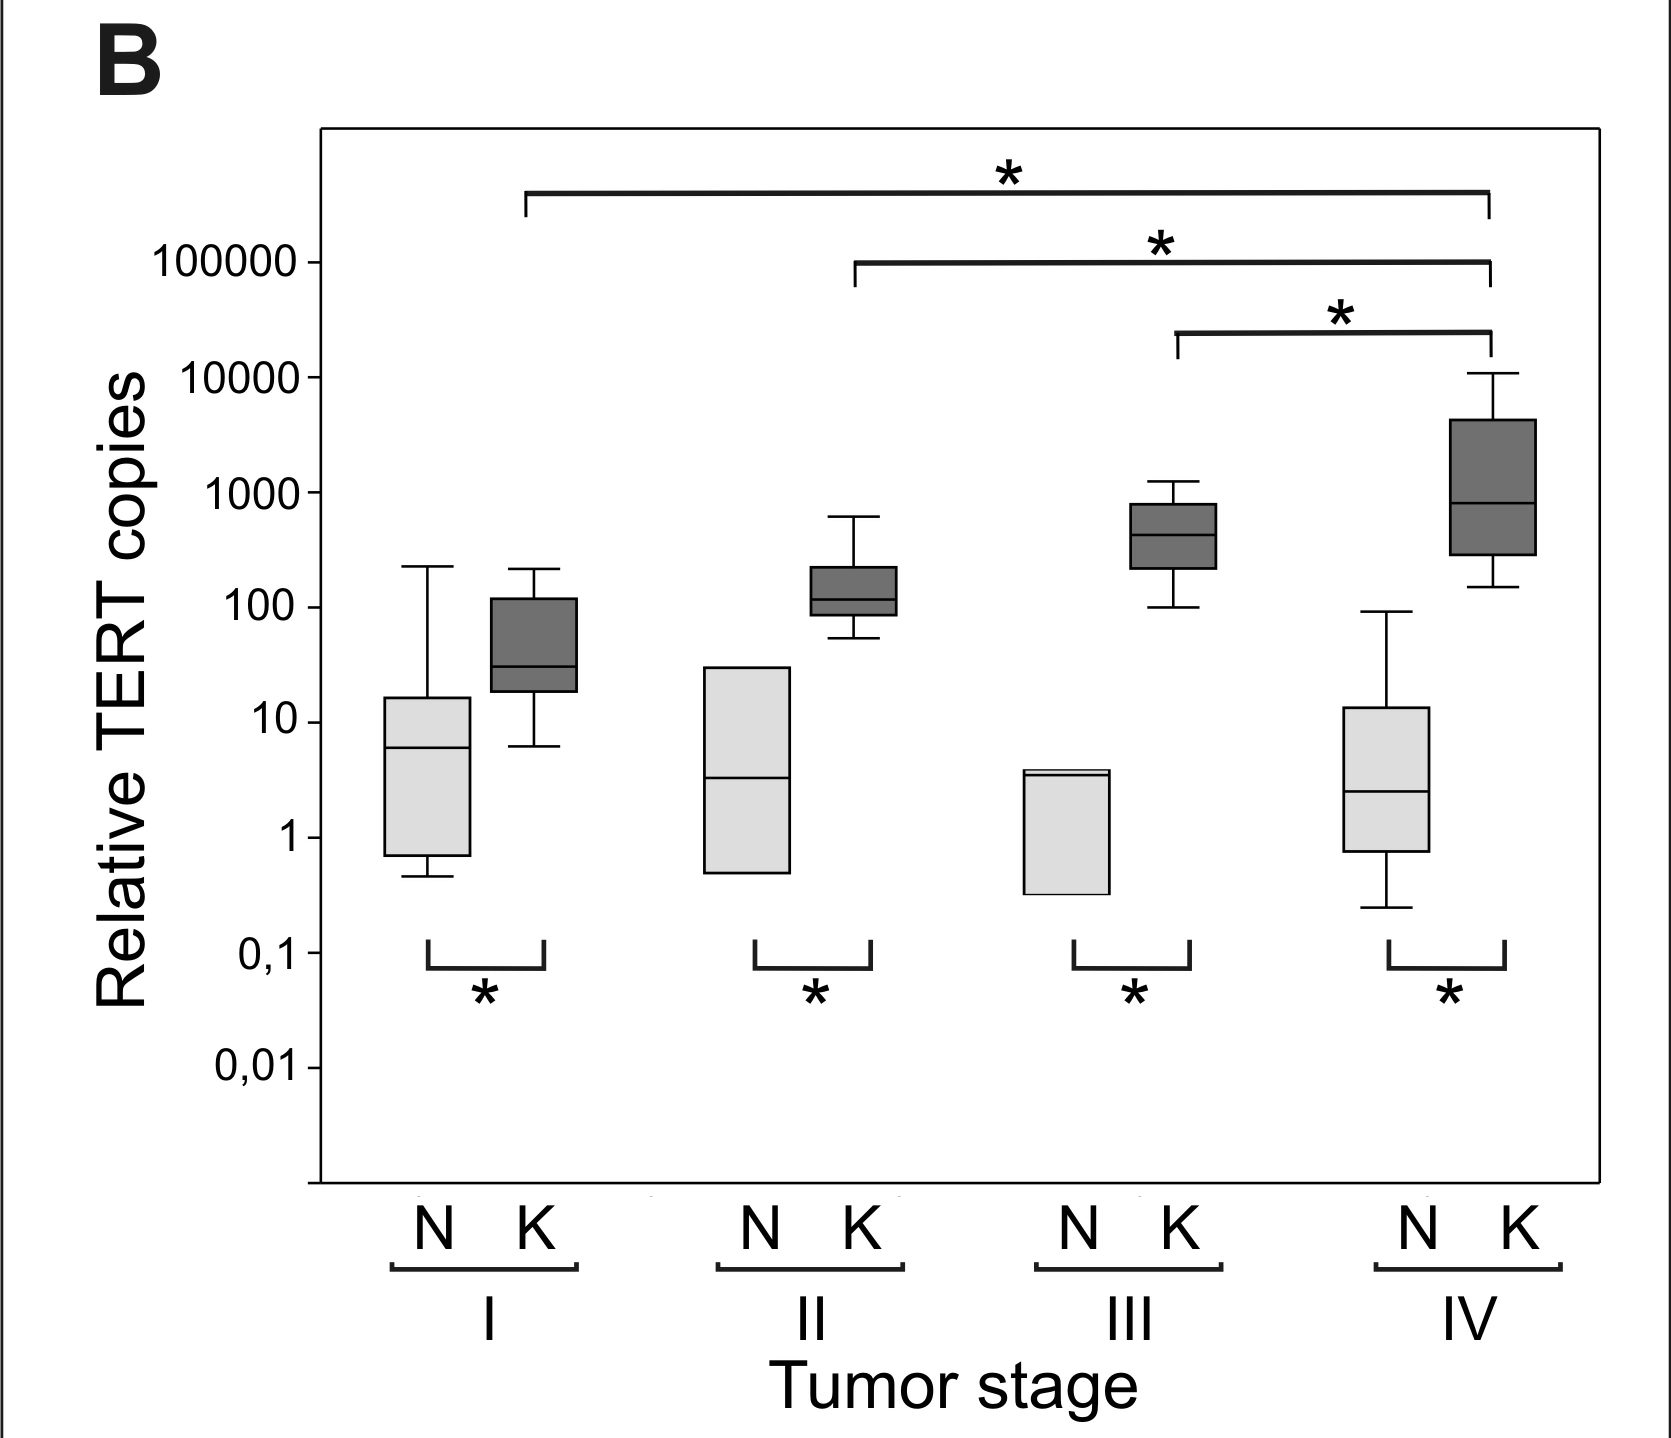 B
*
*
*
100000
10000
1000
100
10
1
0,1
0,01
Relative TERT copies
* * * *
N K N K N K N K
I II III IV
Tumor stage